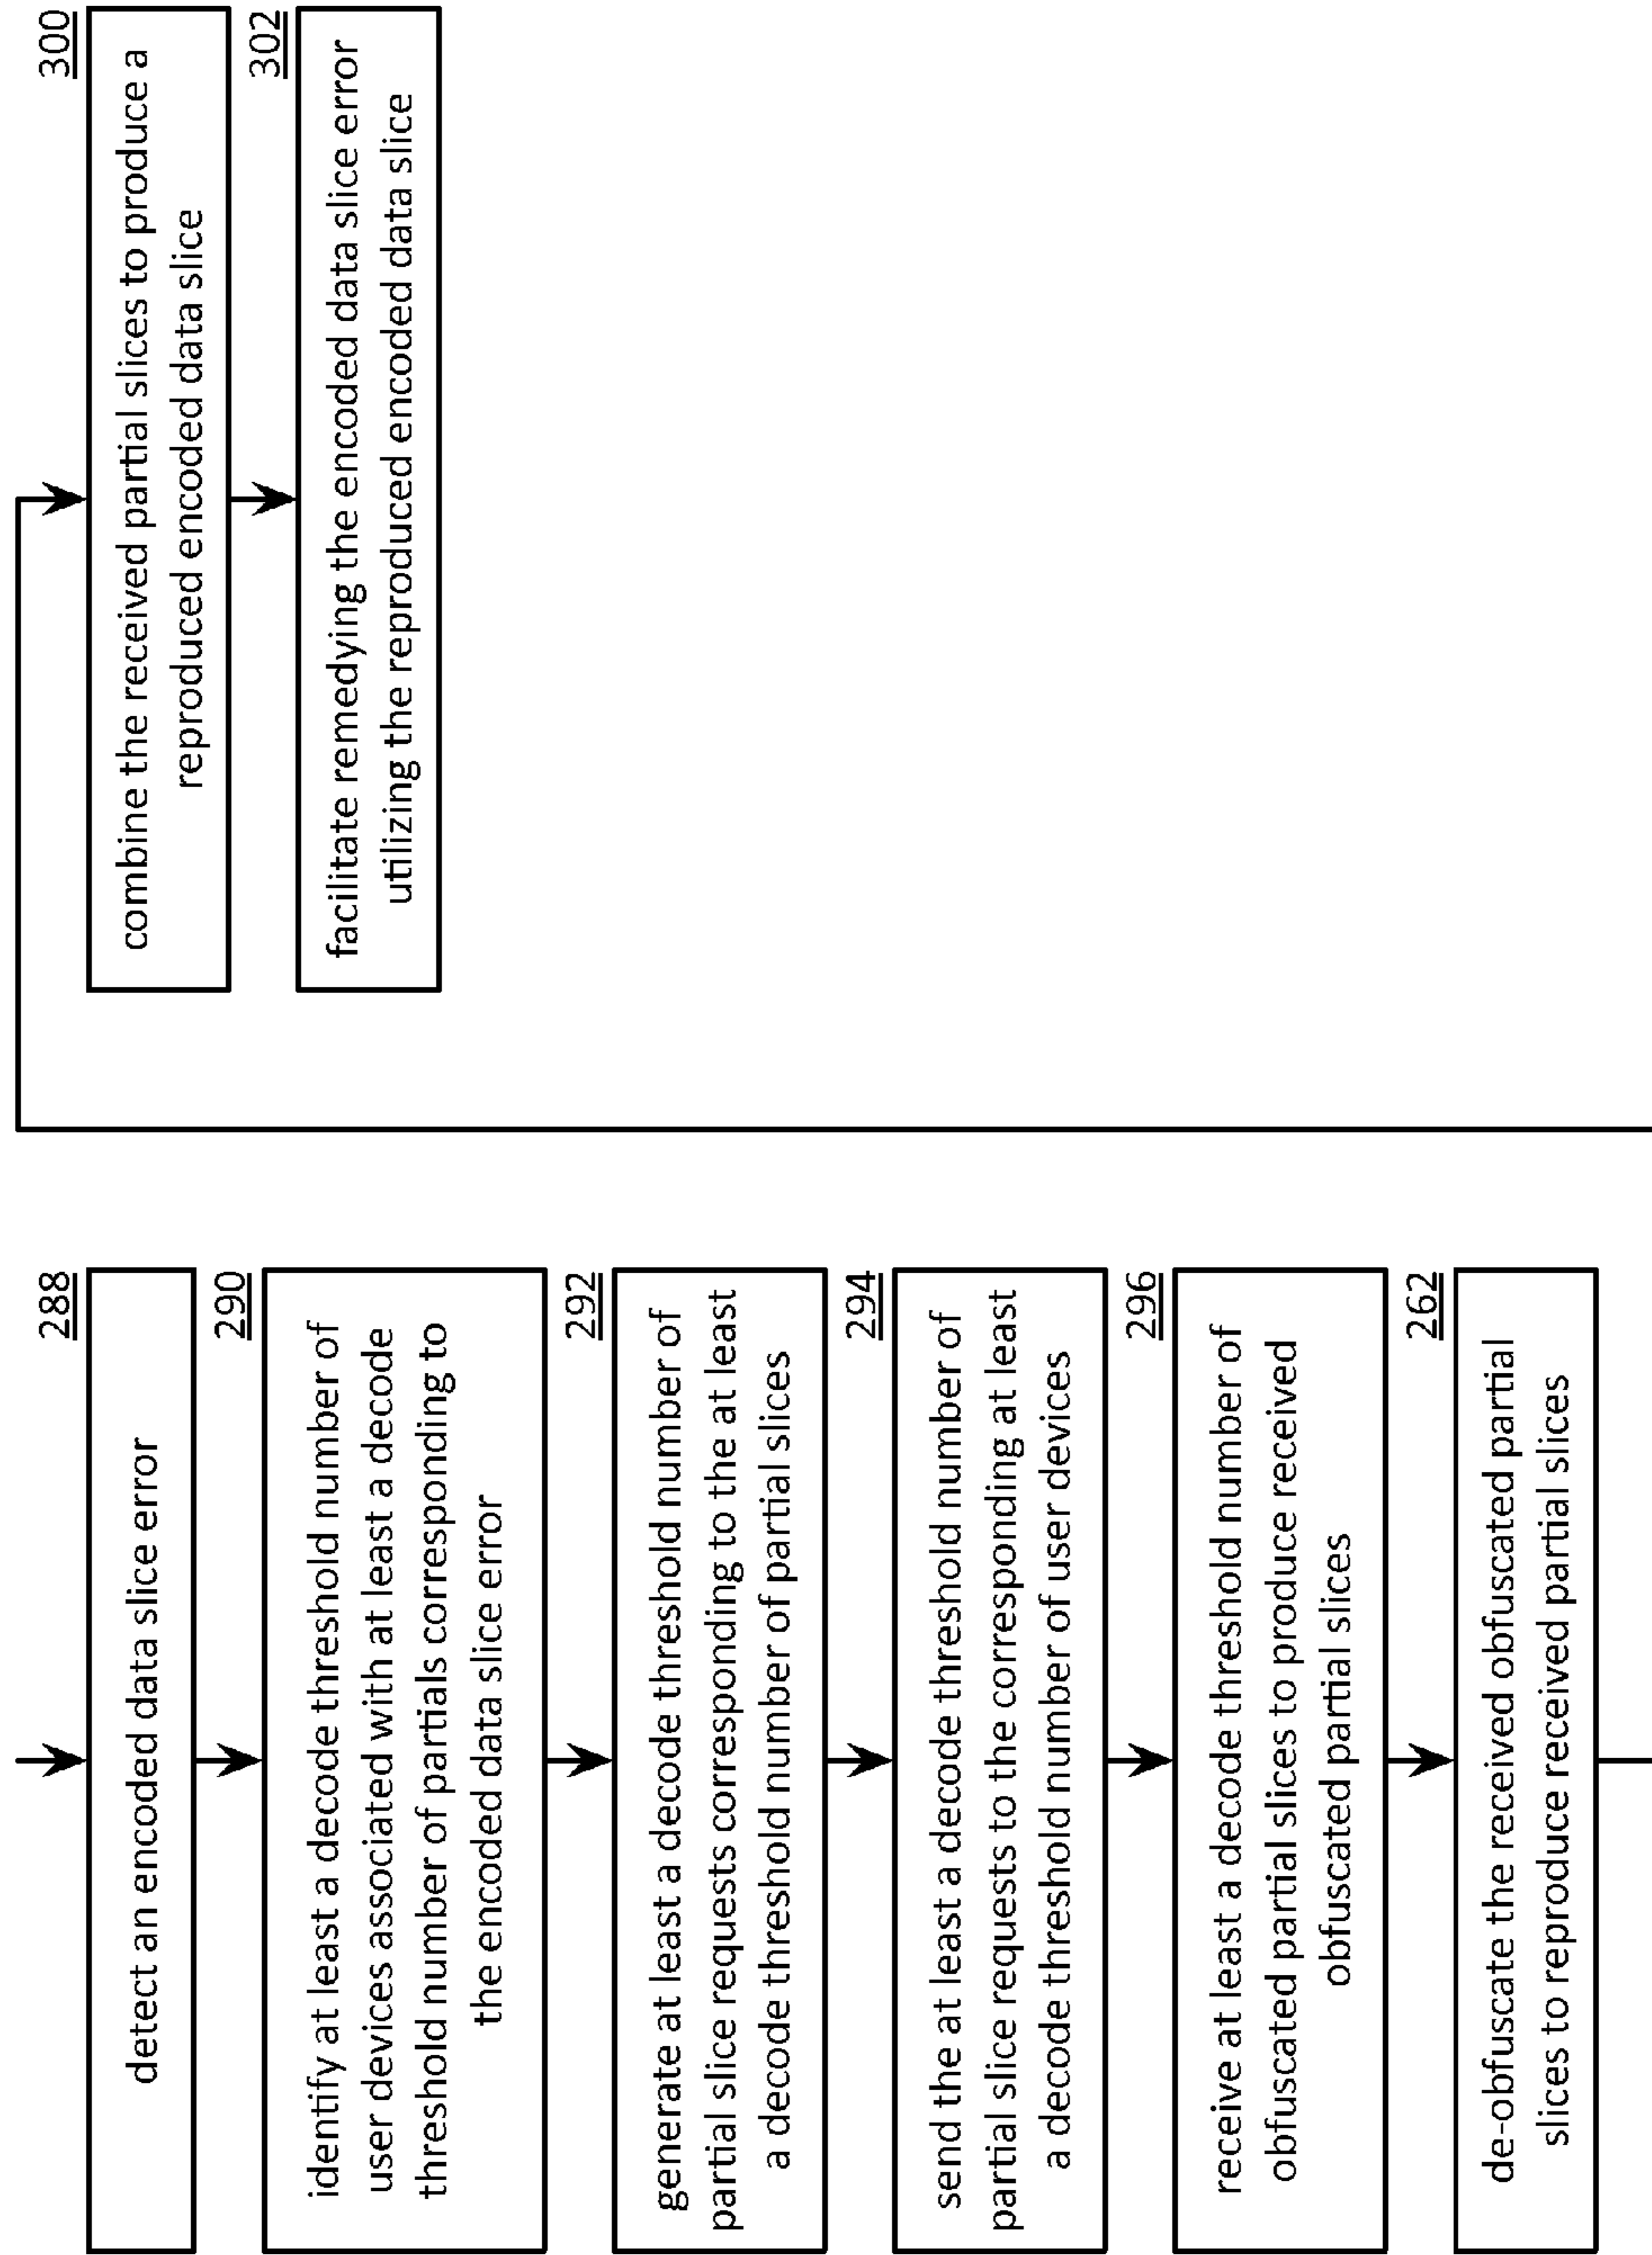 288
detect an encoded data slice error
290
identify at least a decode threshold number of
user devices associated with at least a decode
threshold number of partials corresponding to
the encoded data slice error
292
generate at least a decode threshold number of
partial slice requests corresponding to the at least
a decode threshold number of partial slices
294
send the at least a decode threshold number of
partial slice requests to the corresponding at least
a decode threshold number of user devices
296
receive at least a decode threshold number of
obfuscated partial slices to produce received
obfuscated partial slices
262
de-obfuscate the received obfuscated partial
slices to reproduce received partial slices
300
combine the received partial slices to produce a
reproduced encoded data slice
302
facilitate remedying the encoded data slice error
utilizing the reproduced encoded data slice